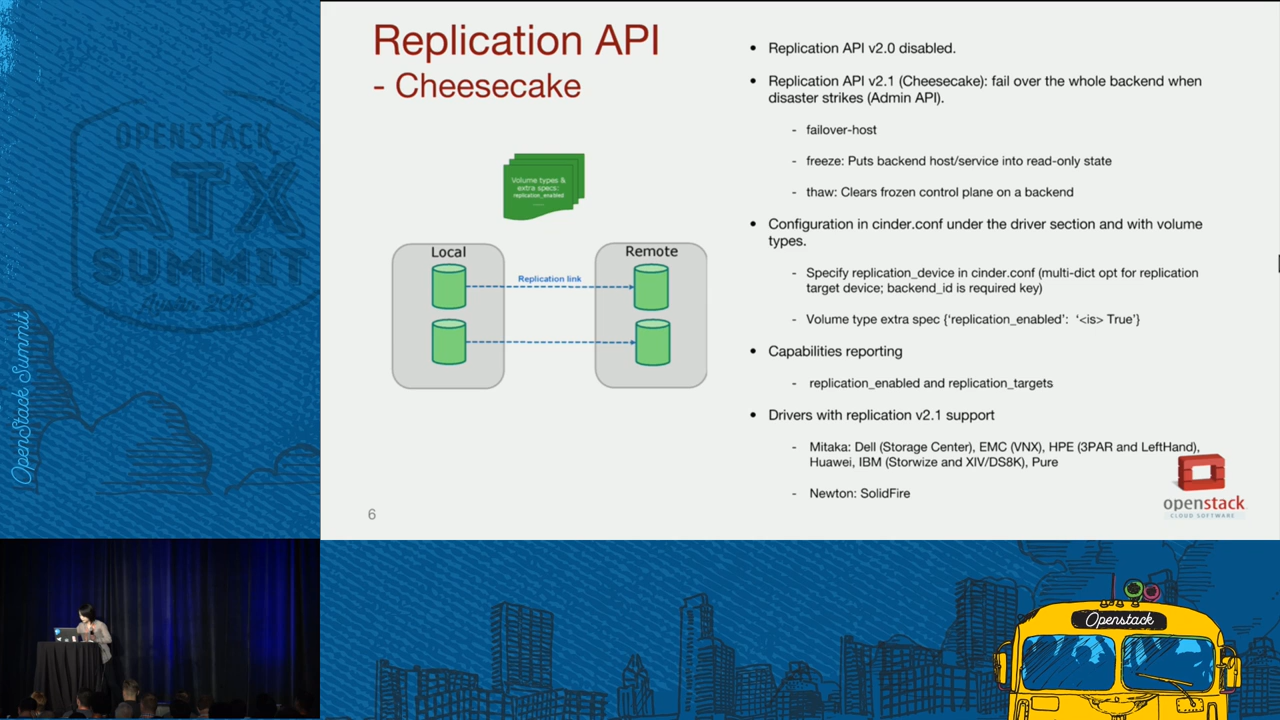 Replication API
- Cheesecake
Volume types &
extra specs:
replication_enabled
Local
Remote
Replication link
6
• Replication API v2.0 disabled.
• Replication API v2.1 (Cheesecake): fail over the whole backend when
disaster strikes (Admin API).
- failover-host
- freeze: Puts backend host/service into read-only state
- thaw: Clears frozen control plane on a backend
• Configuration in cinder.conf under the driver section and with volume
types.
- Specify replication_device in cinder.conf (multi-dict opt for replication
target device; backend_id is required key)
- Volume type extra spec {‘replication_enabled’: ‘<is> True’}
• Capabilities reporting
- replication_enabled and replication_targets
• Drivers with replication v2.1 support
- Mitaka: Dell (Storage Center), EMC (VNX), HPE (3PAR and LeftHand),
Huawei, IBM (Storwize and XIV/DS8K), Pure
- Newton: SolidFire
openstack
CLOUD SOFTWARE
OPENSTACK
ATX
SUMMIT
OpenStack Summit
Openstack